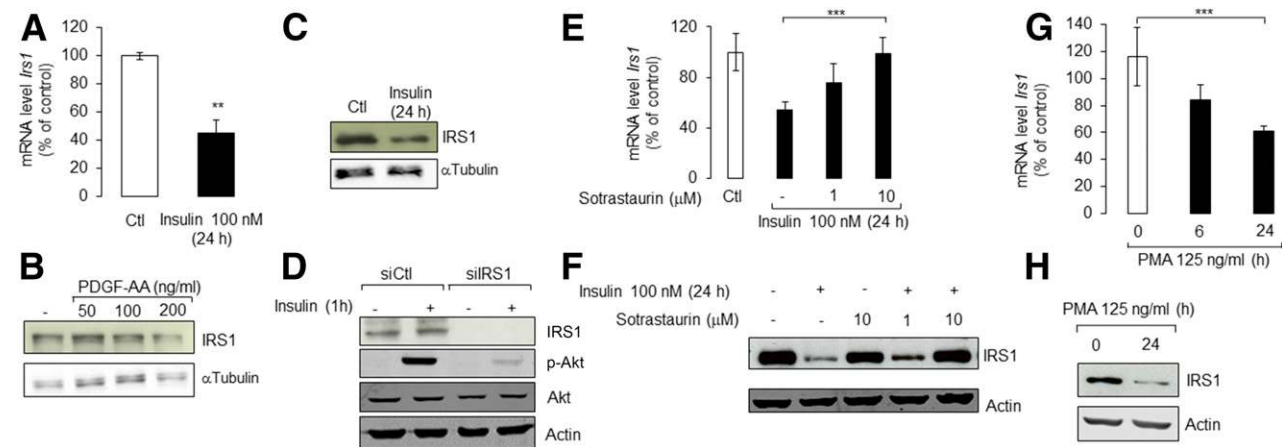 A
mRNA level Irs1
(% of control)
120
100
80
60
40
20
0
**
Ctl
Insulin 100 nM
(24 h)
B
PDGF-AA (ng/ml)
- 50 100 200
IRS1
αTubulin
C
Ctl
Insulin
(24 h)
IRS1
αTubulin
D
siCtl siIRS1
Insulin (1h) - + - +
IRS1
p-Akt
Akt
Actin
E
mRNA level Irs1
(% of control)
120
80
40
0
***
Ctl
Sotrastaurin (μM) - 1 10
Insulin 100 nM (24 h)
F
Insulin 100 nM (24 h) - + - + +
Sotrastaurin (μM) - - 10 1 10
IRS1
Actin
G
mRNA level Irs1
(% of control)
140
120
100
80
60
40
20
0
***
0 6 24
PMA 125 ng/ml (h)
H
PMA 125 ng/ml (h)
0 24
IRS1
Actin